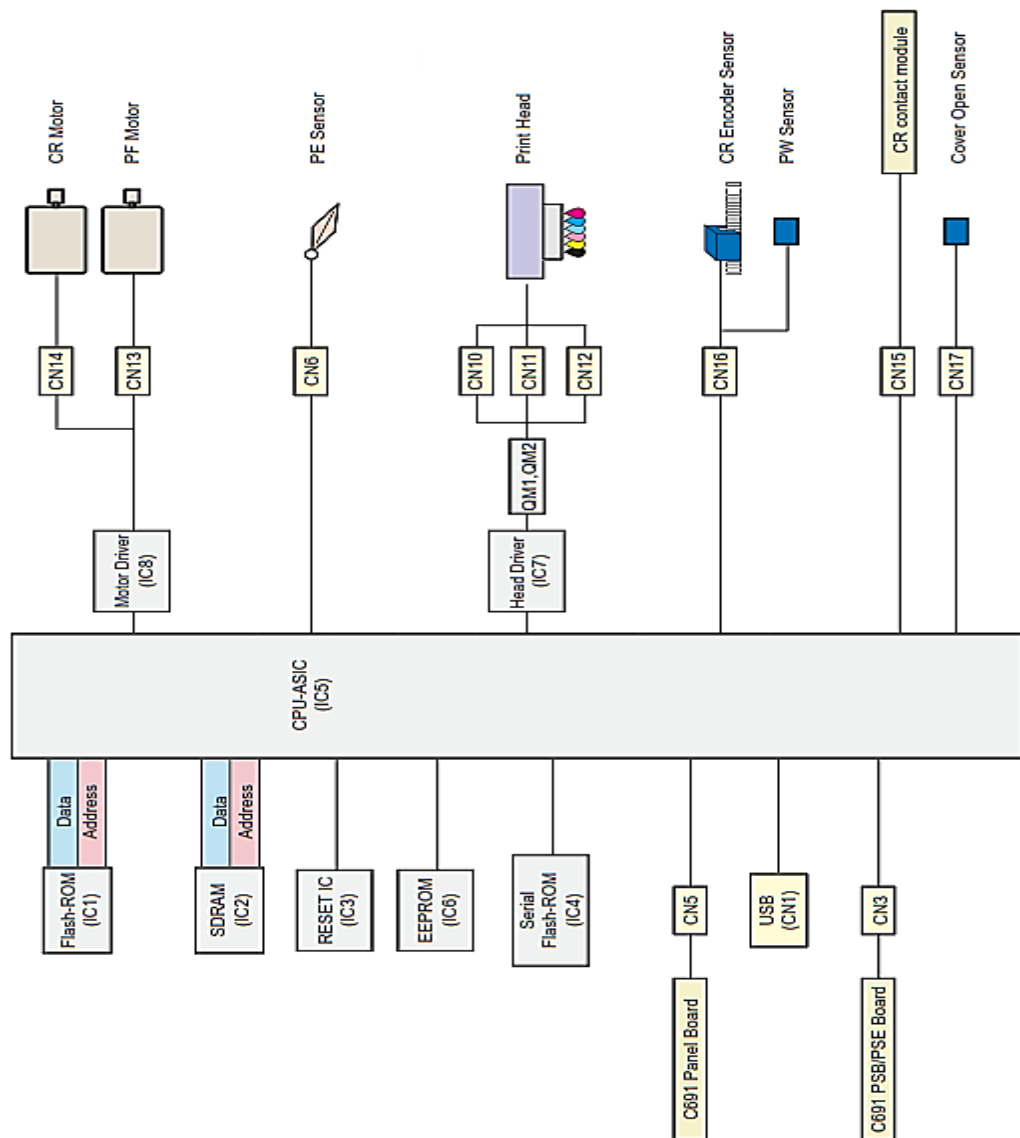 CR Motor
PF Motor
PE Sensor
Print Head
CR Encoder Sensor
PW Sensor
CR contact module
Cover Open Sensor
CN14
CN13
CN6
CN10
CN11
CN12
CN16
CN15
CN17
QM1,QM2
Motor Driver
(IC8)
Head Driver
(IC7)
CPU-ASIC
(IC5)
Data
Address
Data
Address
Flash-ROM
(IC1)
SDRAM
(IC2)
RESET IC
(IC3)
EEPROM
(IC6)
Serial
Flash-ROM
(IC4)
CN5
USB
(CN1)
CN3
C691 Panel Board
C691 PSB/PSE Board